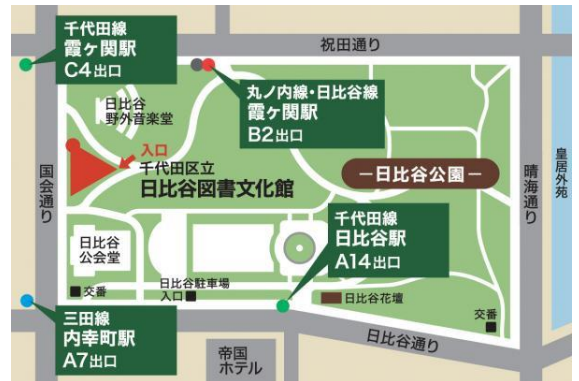 千代田線
霞ヶ関駅
C4出口
祝田通り
丸ノ内線・日比谷線
霞ヶ関駅
B2出口
日比谷
野外音楽堂
入口
千代田区立
日比谷図書文化館
国会通り
ー日比谷公園ー
晴海通り
皇居外苑
千代田線
日比谷駅
A14出口
日比谷
公会堂
交番
日比谷駐車場
入口
日比谷花壇
交番
三田線
内幸町駅
A7出口
帝国
ホテル
日比谷通り